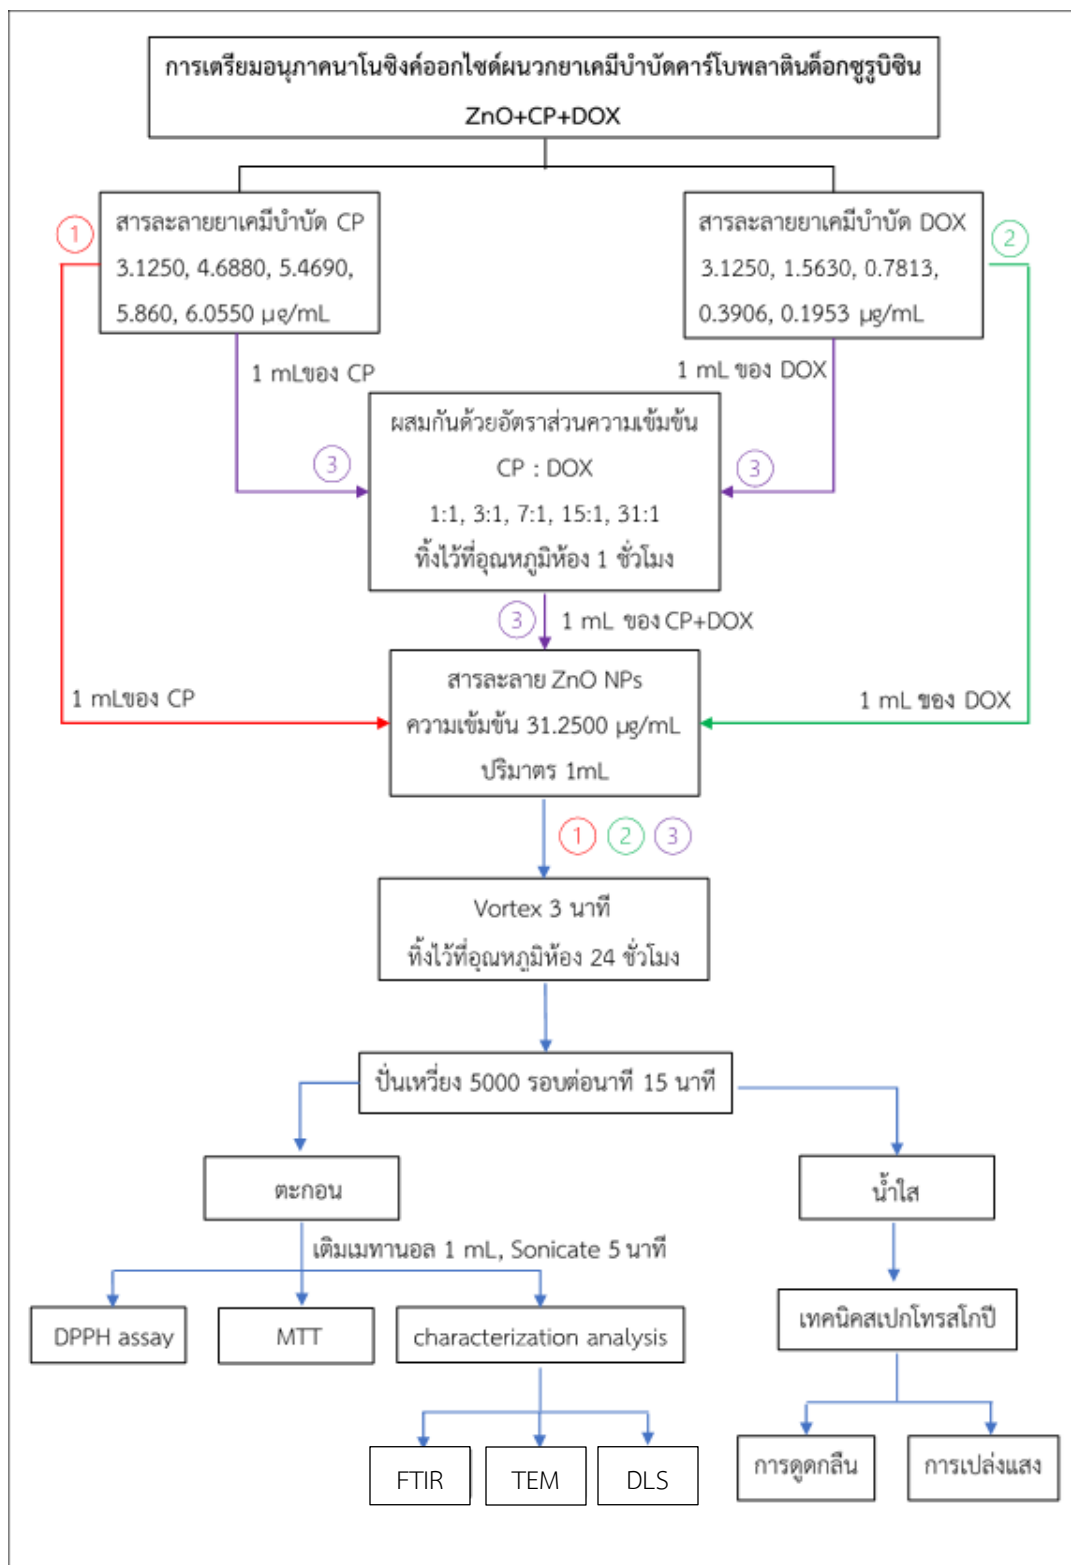 การเตรียมอนุภาคนาโนซิงค์ออกไซด์ผนวกยาเคมีบำบัดคาร์โบพลาตินด็อกซูรูบิซิน
ZnO+CP+DOX
1
สารละลายยาเคมีบำบัด CP
3.1250, 4.6880, 5.4690,
5.860, 6.0550 µg/mL
สารละลายยาเคมีบำบัด DOX
3.1250, 1.5630, 0.7813,
0.3906, 0.1953 µg/mL
2
1 mLของ CP
1 mL ของ DOX
3
ผสมกันด้วยอัตราส่วนความเข้มข้น
CP : DOX
1:1, 3:1, 7:1, 15:1, 31:1
ทิ้งไว้ที่อุณหภูมิห้อง 1 ชั่วโมง
3
3
1 mL ของ CP+DOX
1 mLของ CP
สารละลาย ZnO NPs
ความเข้มข้น 31.2500 µg/mL
ปริมาตร 1mL
1 mL ของ DOX
1 2 3
Vortex 3 นาที
ทิ้งไว้ที่อุณหภูมิห้อง 24 ชั่วโมง
ปั่นเหวี่ยง 5000 รอบต่อนาที 15 นาที
ตะกอน
น้ำใส
เติมเมทานอล 1 mL, Sonicate 5 นาที
DPPH assay
MTT
characterization analysis
เทคนิคสเปกโทรสโกปี
FTIR
TEM
DLS
การดูดกลืน
การเปล่งแสง